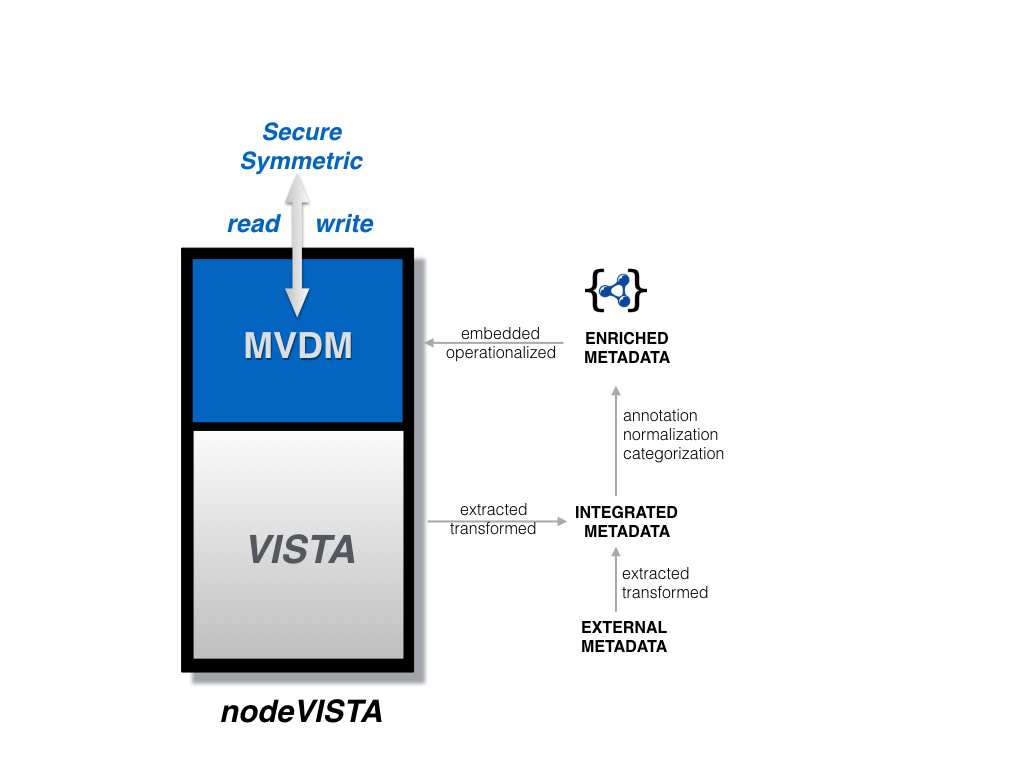 Secure
Symmetric
read write
MVDM
embedded
operationalized
{ }
ENRICHED
METADATA
annotation
normalization
categorization
extracted
transformed
INTEGRATED
METADATA
VISTA
extracted
transformed
EXTERNAL
METADATA
nodeVISTA